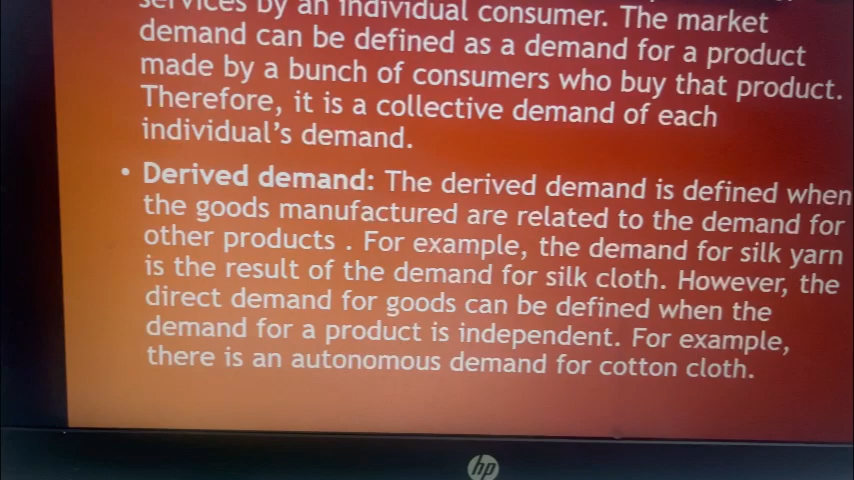 services by an individual consumer. The market
demand can be defined as a demand for a product
made by a bunch of consumers who buy that product.
Therefore, it is a collective demand of each
individual's demand.
• Derived demand: The derived demand is defined when
the goods manufactured are related to the demand for
other products . For example, the demand for silk yarn
is the result of the demand for silk cloth. However, the
direct demand for goods can be defined when the
demand for a product is independent. For example,
there is an autonomous demand for cotton cloth.
hp